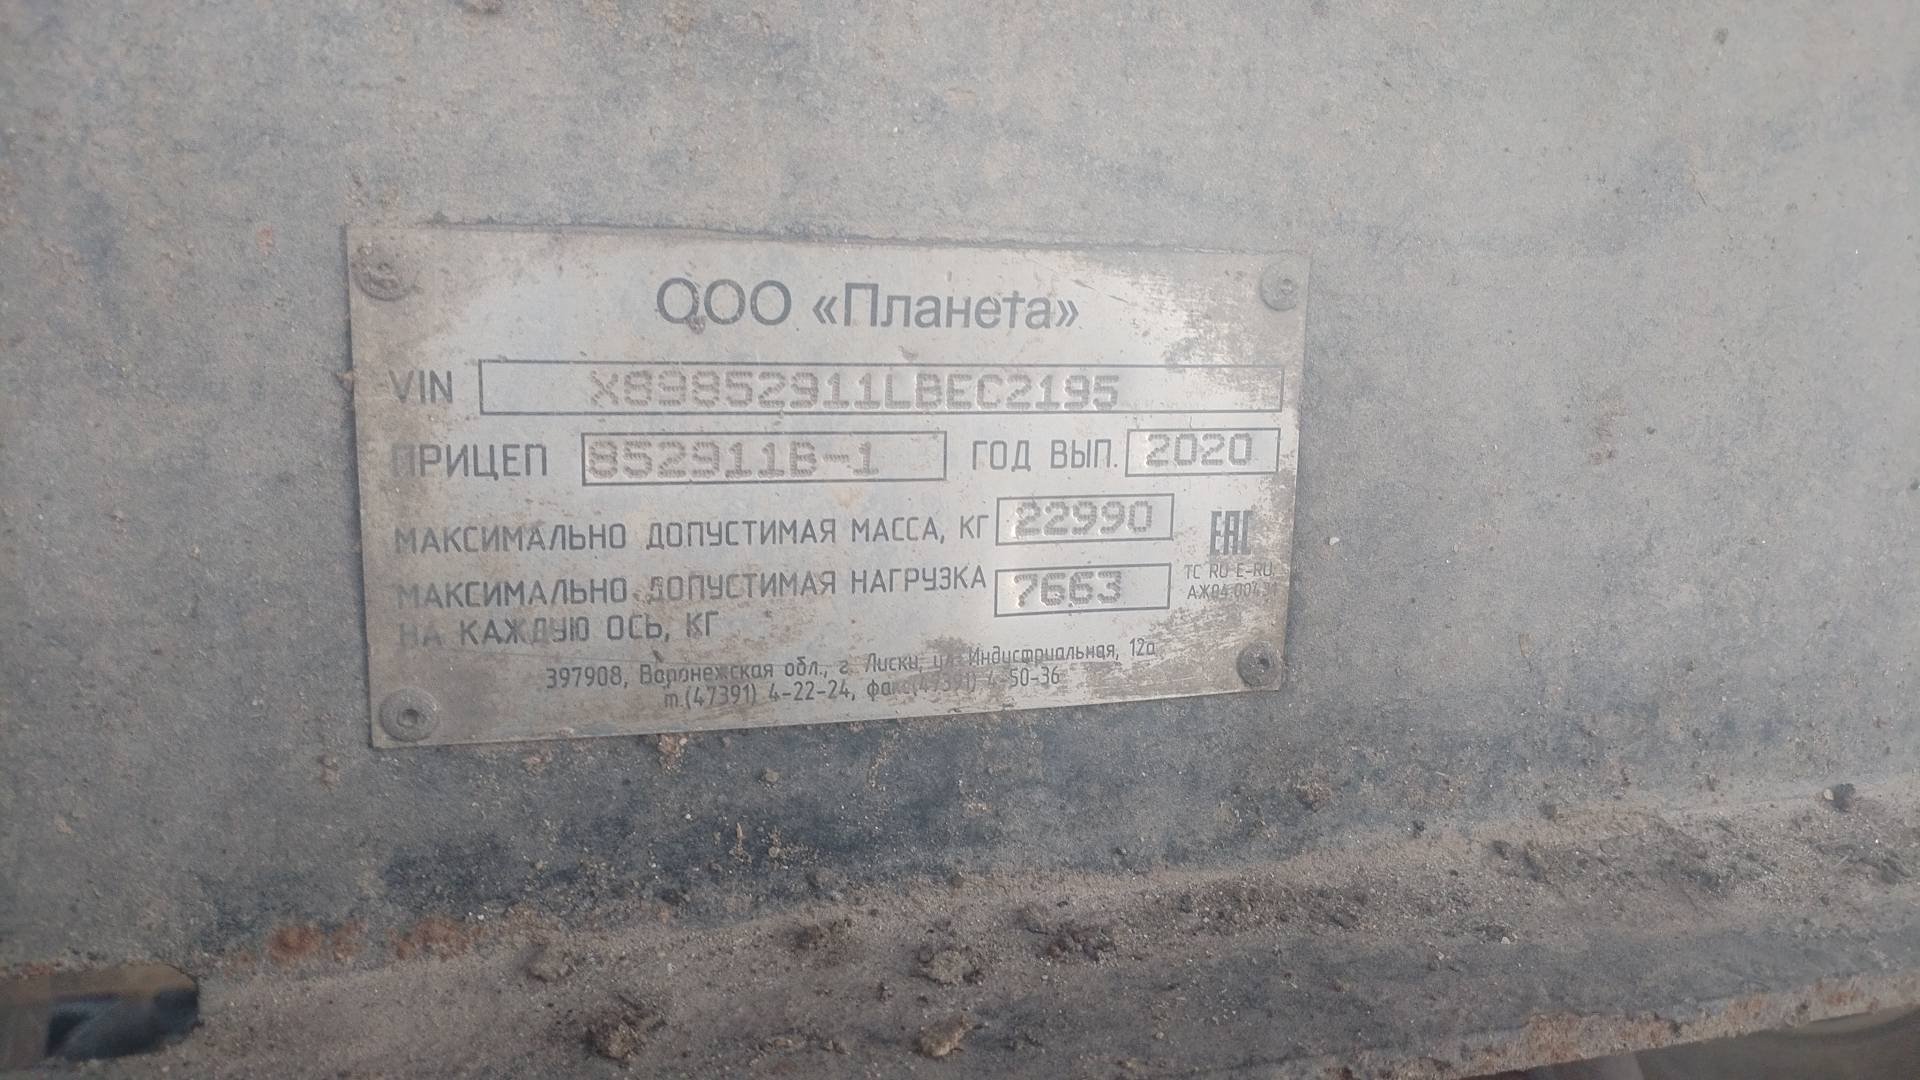 ООО «Планета»
VIN X89852911LBEC2195
ПРИЦЕП 852911В-1 ГОД ВЫП. 2020
МАКСИМАЛЬНО ДОПУСТИМАЯ МАССА, КГ 22990
EAC
МАКСИМАЛЬНО ДОПУСТИМАЯ НАГРУЗКА 7663
НА КАЖДУЮ ОСЬ, КГ
ТС RU E-RU
397908, Воронежская обл., г. Лиски, ул. Индустриальная, 12а
т.(47391) 4-22-24, факс(47391) 4-50-36